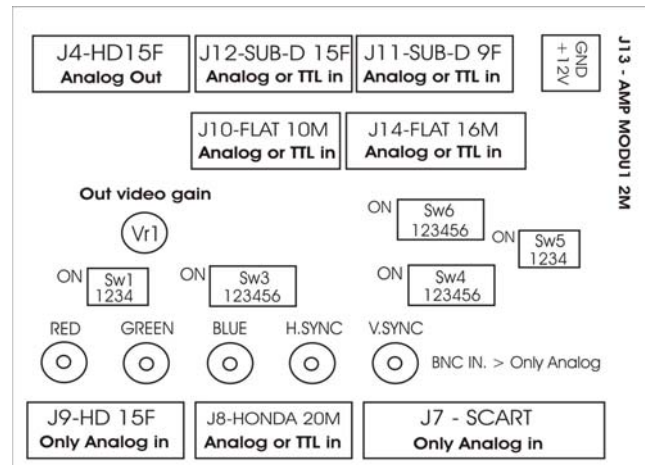 J4-HD15F
Analog Out
J12-SUB-D 15F
Analog or TTL in
J11-SUB-D 9F
Analog or TTL in
GND
+12V
J13 - AMP MODU1 2M
J10-FLAT 10M
Analog or TTL in
J14-FLAT 16M
Analog or TTL in
Out video gain
Vr1
ON
Sw6
123456
ON
Sw5
1234
ON
Sw1
1234
ON
Sw3
123456
ON
Sw4
123456
RED
GREEN
BLUE
H.SYNC
V.SYNC
BNC IN. > Only Analog
J9-HD 15F
Only Analog in
J8-HONDA 20M
Analog or TTL in
J7 - SCART
Only Analog in